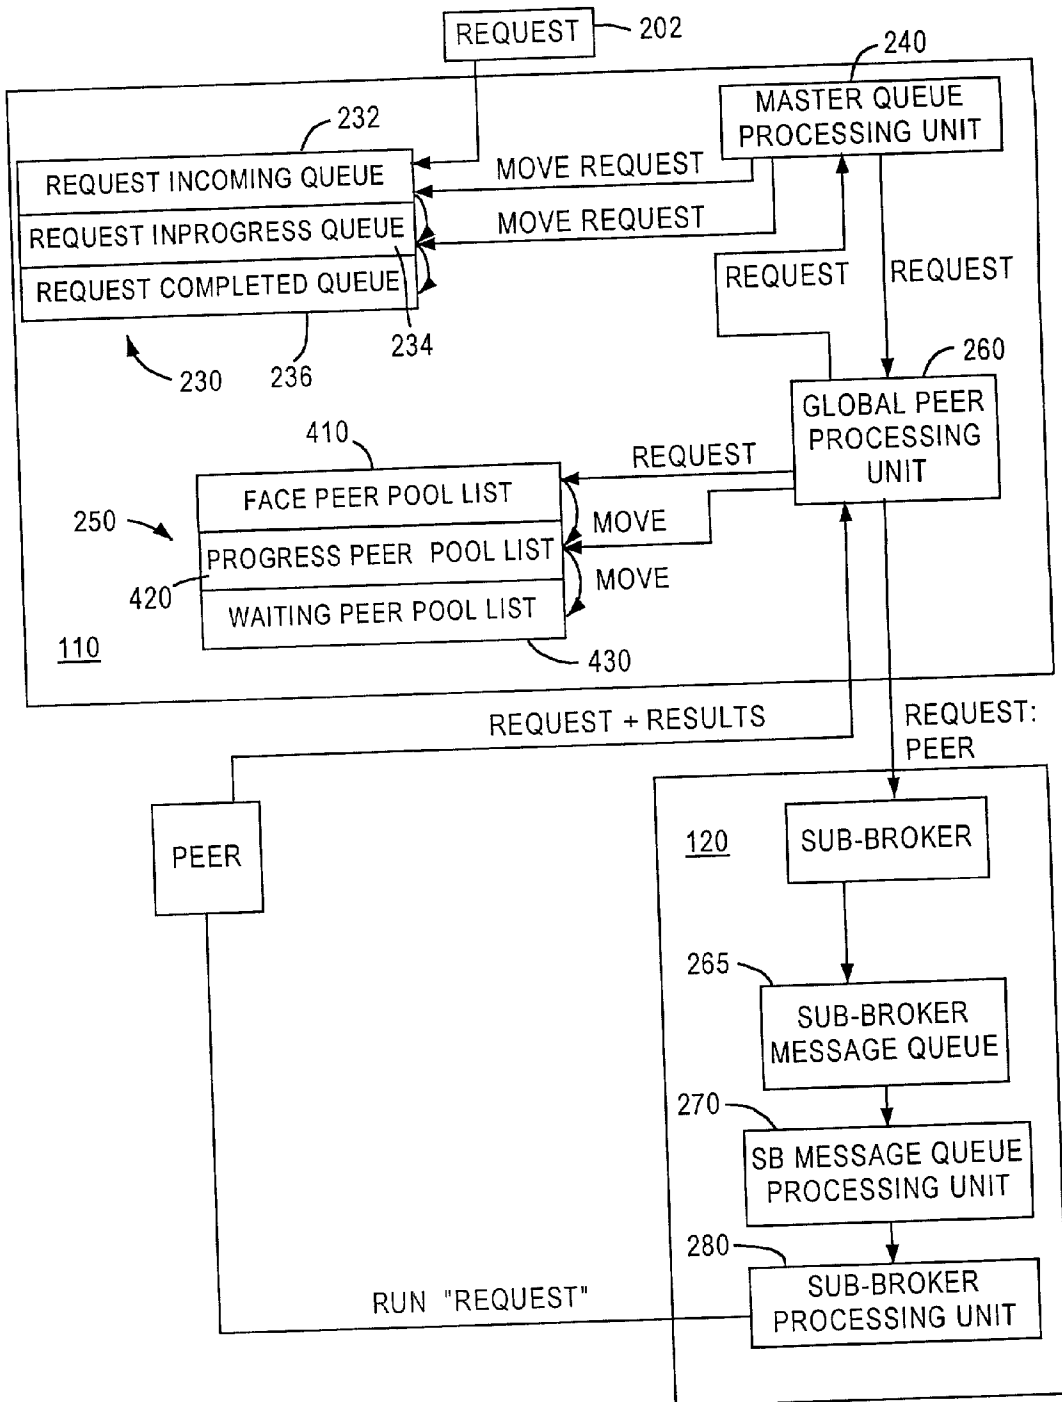 REQUEST
202
240
MASTER QUEUE
PROCESSING UNIT
232
REQUEST INCOMING QUEUE
MOVE REQUEST
REQUEST INPROGRESS QUEUE
MOVE REQUEST
REQUEST COMPLETED QUEUE
REQUEST
REQUEST
234
230
236
260
GLOBAL PEER
PROCESSING
UNIT
410
REQUEST
FACE PEER POOL LIST
250
MOVE
PROGRESS PEER POOL LIST
420
MOVE
WAITING PEER POOL LIST
110
430
REQUEST + RESULTS
REQUEST:
PEER
PEER
120
SUB-BROKER
265
SUB-BROKER
MESSAGE QUEUE
270
SB MESSAGE QUEUE
PROCESSING UNIT
280
RUN "REQUEST"
SUB-BROKER
PROCESSING UNIT